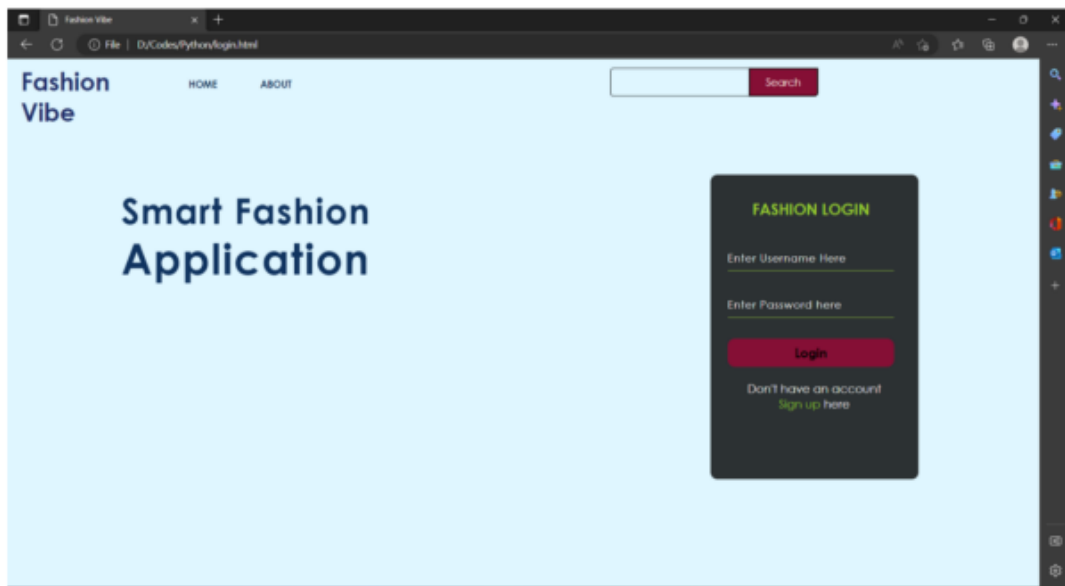 Fashion Vibe
File | D:/Codes/Python/login.html
Fashion
Vibe
HOME ABOUT
Search
Smart Fashion
Application
FASHION LOGIN
Enter Username Here
Enter Password here
Login
Don't have an account
Sign up here